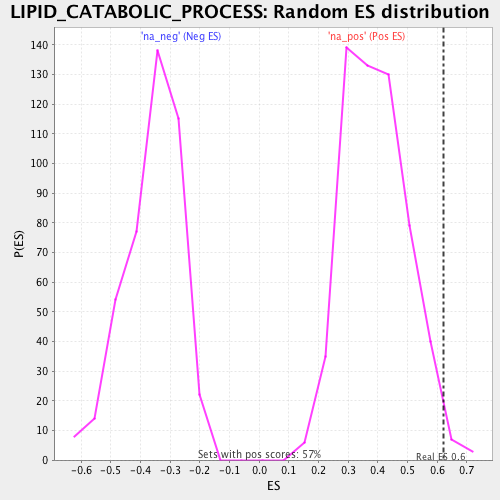 LIPID_CATABOLIC_PROCESS: Random ES distribution
'na_neg' (Neg ES)
'na_pos' (Pos ES)
140
130
120
110
100
90
80
70
60
50
40
30
20
10
0
P(ES)
Sets with pos scores: 57%
Real ES 0.6
-0.6 -0.5 -0.4 -0.3 -0.2 -0.1 0.0 0.1 0.2 0.3 0.4 0.5 0.6 0.7
ES